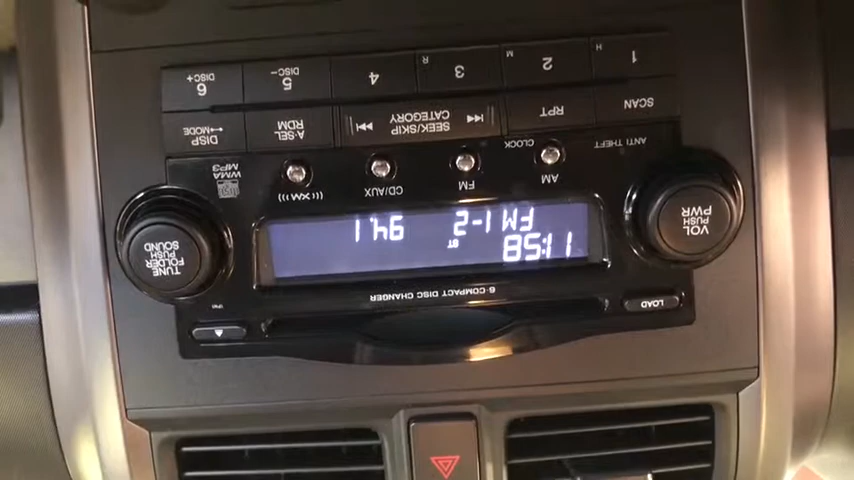 LOAD
6 COMPACT DISC CHANGER
11:58
FM 1-2 ST 94.1
VOL
PUSH
PWR
TUNE
FOLDER
PUSH
SOUND
AM FM CD/AUX XM
WMA
MP3
ANTI THEFT CLOCK
SCAN RPT SEEK/SKIP RDM DISP
CATEGORY A.SEL MODE
1 H 2 M 3 R 4 5 DISC- 6 DISC+